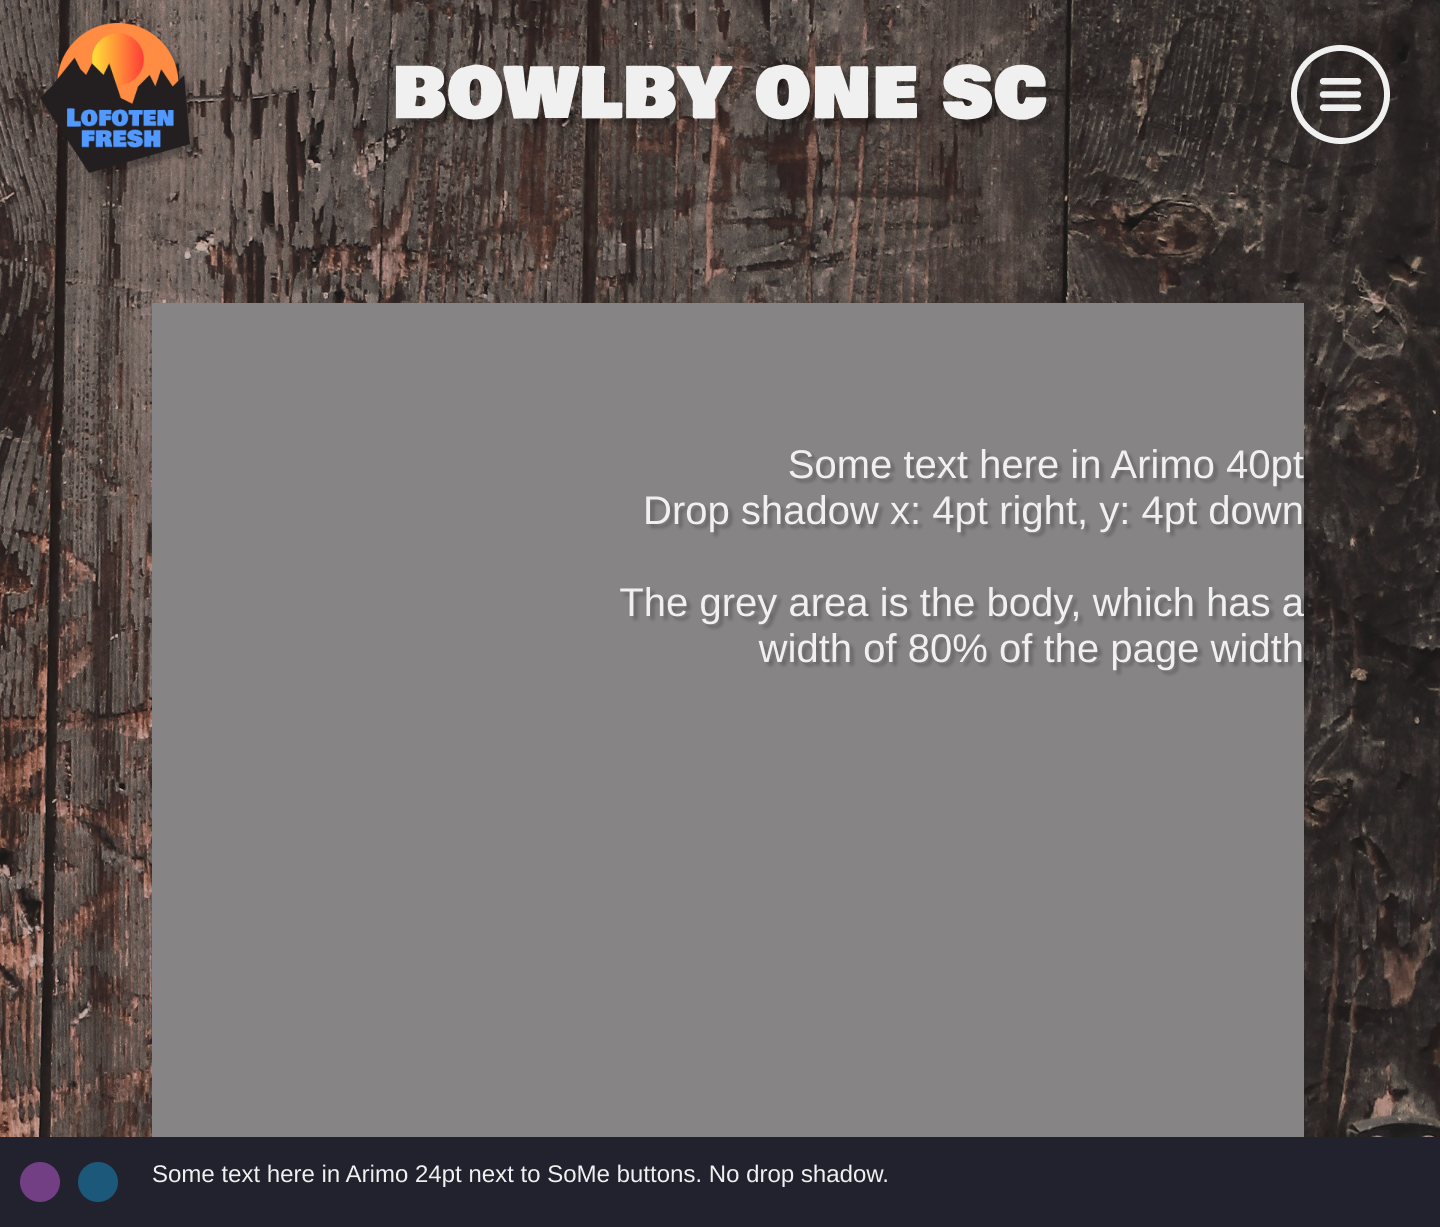 LOFOTEN
FRESH
BOWLBY ONE SC
Some text here in Arimo 40pt
Drop shadow x: 4pt right, y: 4pt down
The grey area is the body, which has a
width of 80% of the page width
Some text here in Arimo 24pt next to SoMe buttons. No drop shadow.